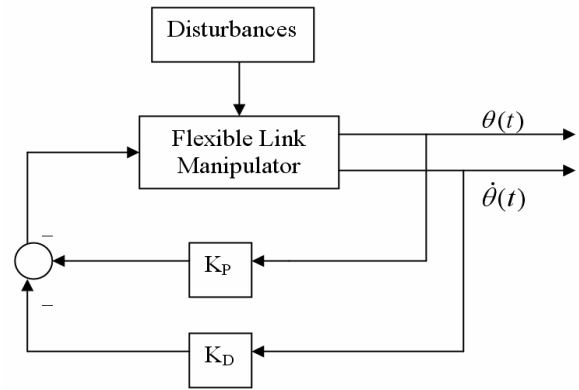 Disturbances
Flexible Link
Manipulator
θ(t)
θ̇(t)
−
K_P
−
K_D